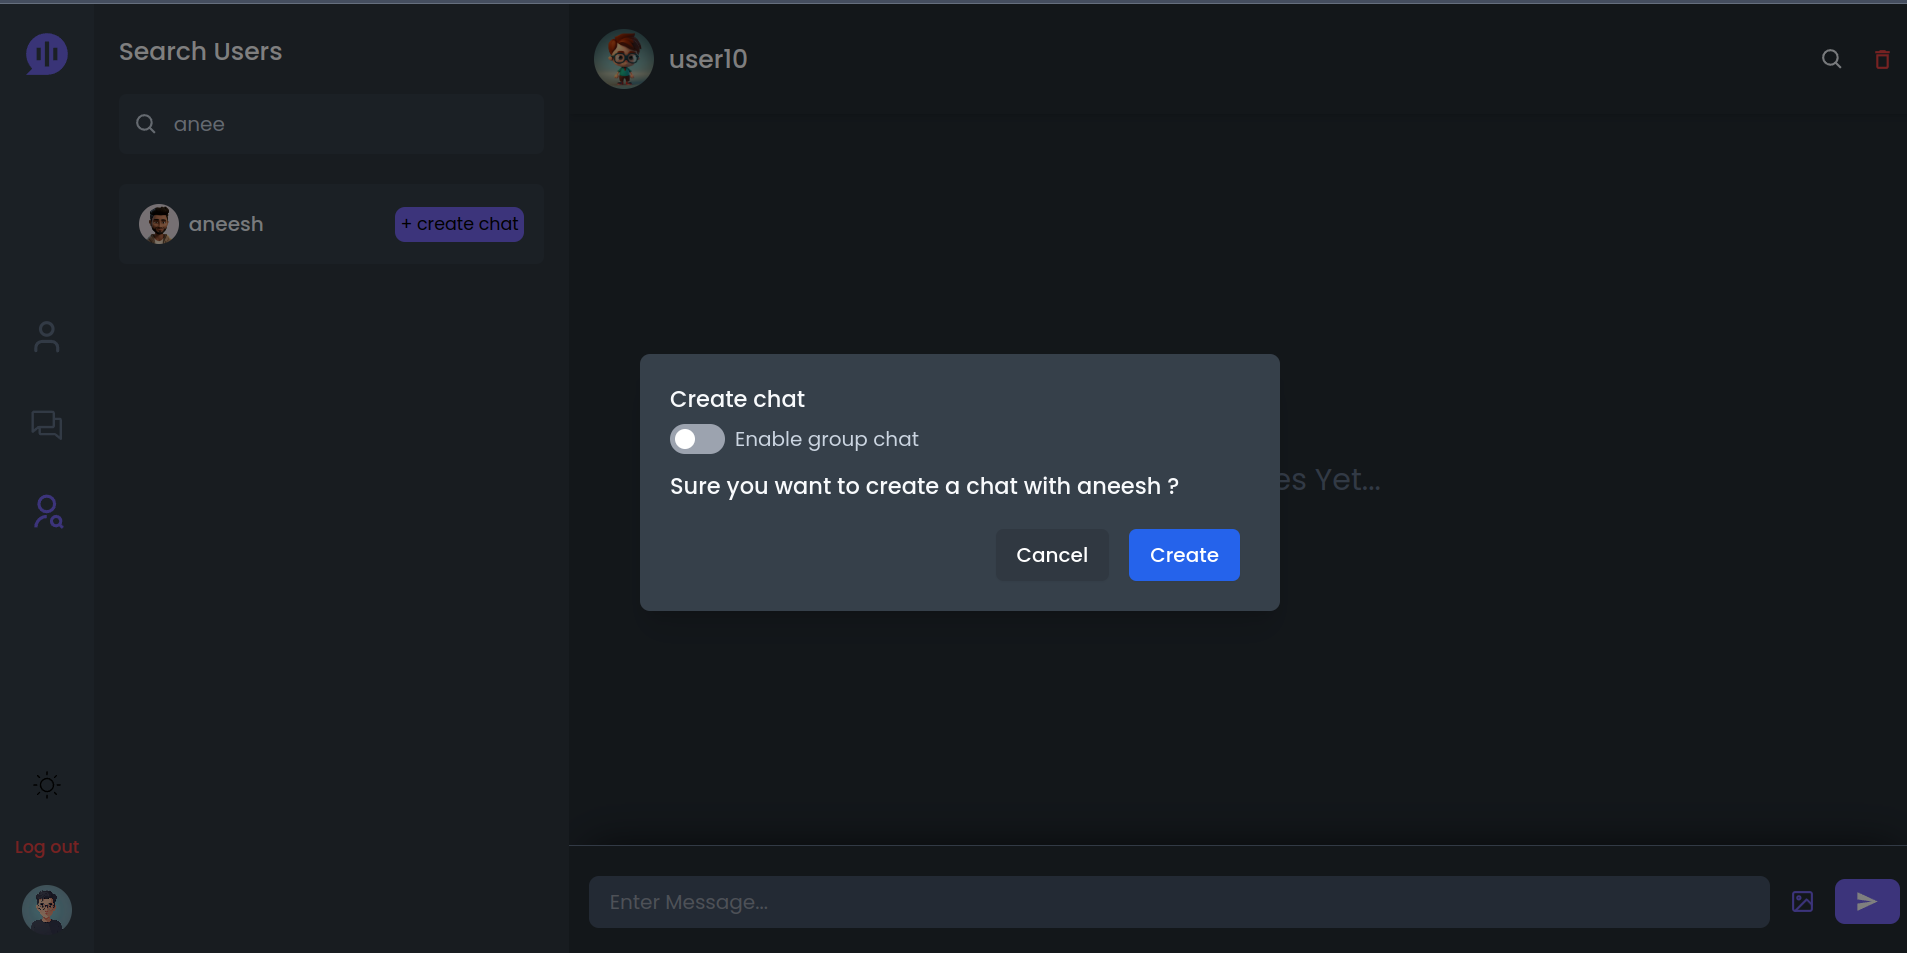 Search Users
anee
aneesh
+ create chat
Log out
user10
es Yet...
Create chat
Enable group chat
Sure you want to create a chat with aneesh ?
Cancel
Create
Enter Message...